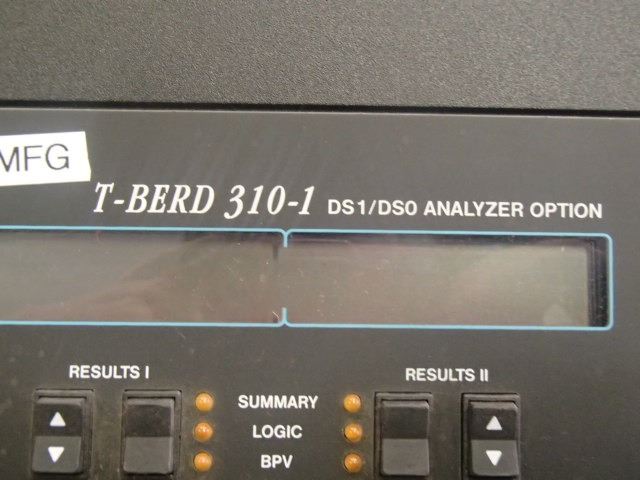 MFG
T-BERD 310-1 DS1/DS0 ANALYZER OPTION
RESULTS I
RESULTS II
SUMMARY
LOGIC
BPV